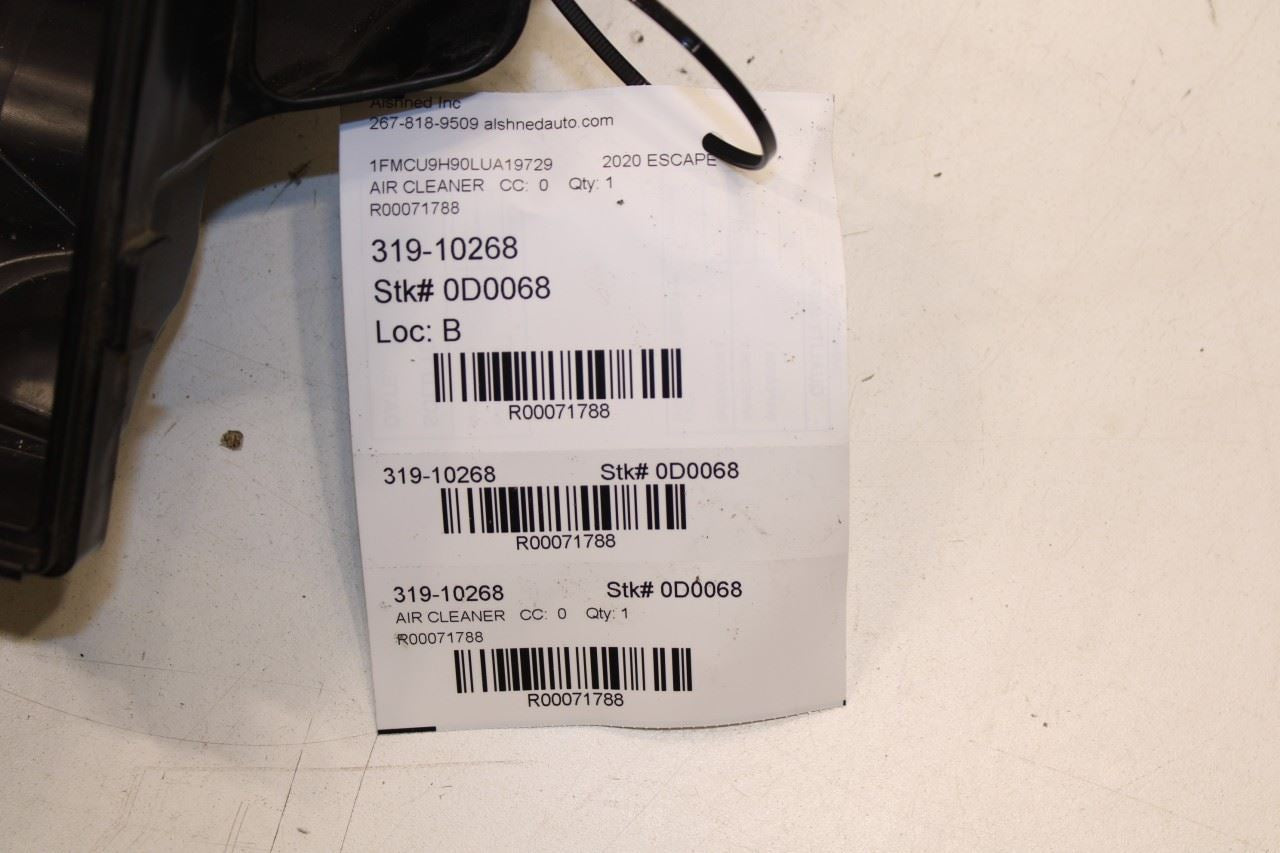 Alshned Inc
267-818-9509 alshnedauto.com
1FMCU9H90LUA19729 2020 ESCAPE
AIR CLEANER CC: 0 Qty: 1
R00071788
319-10268
Stk# 0D0068
Loc: B
R00071788
319-10268 Stk# 0D0068
R00071788
319-10268 Stk# 0D0068
AIR CLEANER CC: 0 Qty: 1
R00071788
R00071788